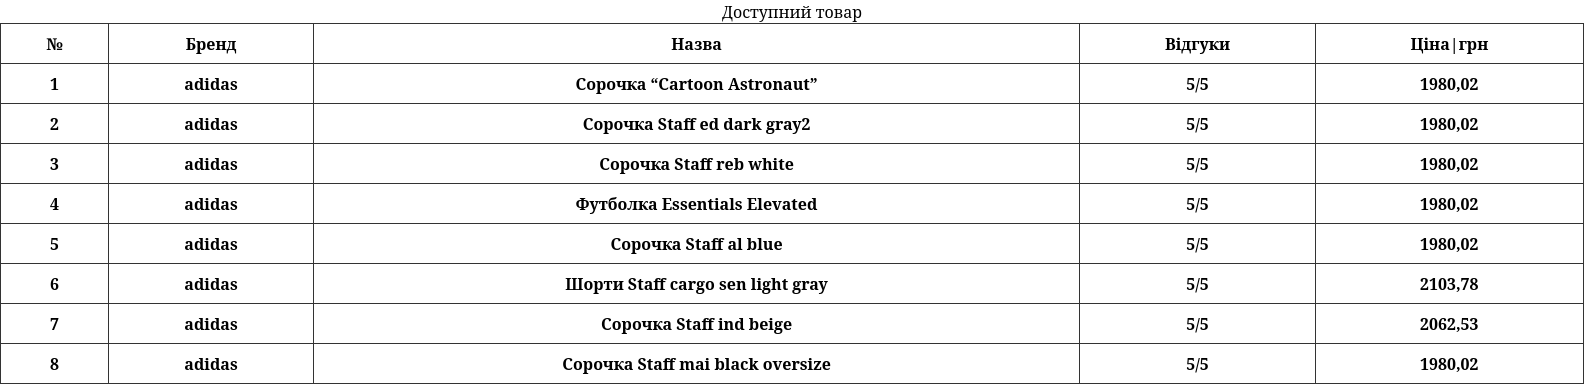 Доступний товар
№ Бренд Назва Відгуки Ціна|грн
1 adidas Сорочка “Cartoon Astronaut” 5/5 1980,02
2 adidas Сорочка Staff ed dark gray2 5/5 1980,02
3 adidas Сорочка Staff reb white 5/5 1980,02
4 adidas Футболка Essentials Elevated 5/5 1980,02
5 adidas Сорочка Staff al blue 5/5 1980,02
6 adidas Шорти Staff cargo sen light gray 5/5 2103,78
7 adidas Сорочка Staff ind beige 5/5 2062,53
8 adidas Сорочка Staff mai black oversize 5/5 1980,02